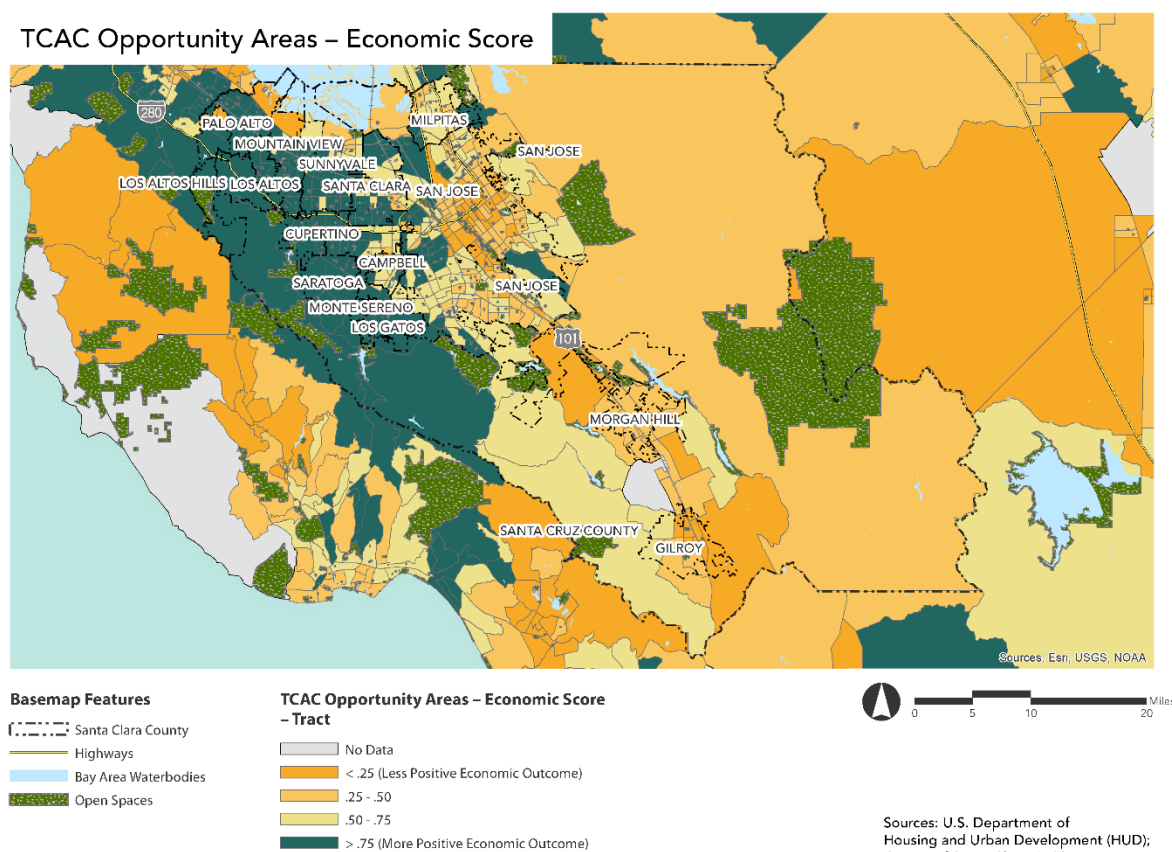 TCAC Opportunity Areas – Economic Score
280
PALO ALTO
MILPITAS
MOUNTAIN VIEW
SAN JOSE
SUNNYVALE
LOS ALTOS HILLS
LOS ALTOS
SANTA CLARA
SAN JOSE
CUPERTINO
CAMPBELL
SARATOGA
SAN JOSE
MONTE SERENO
LOS GATOS
101
MORGAN HILL
SANTA CRUZ COUNTY
GILROY
Sources: Esri, USGS, NOAA
Basemap Features
Santa Clara County
Highways
Bay Area Waterbodies
Open Spaces
TCAC Opportunity Areas – Economic Score
– Tract
No Data
< .25 (Less Positive Economic Outcome)
.25 - .50
.50 - .75
> .75 (More Positive Economic Outcome)
Miles
0 5 10 20
Sources: U.S. Department of
Housing and Urban Development (HUD);